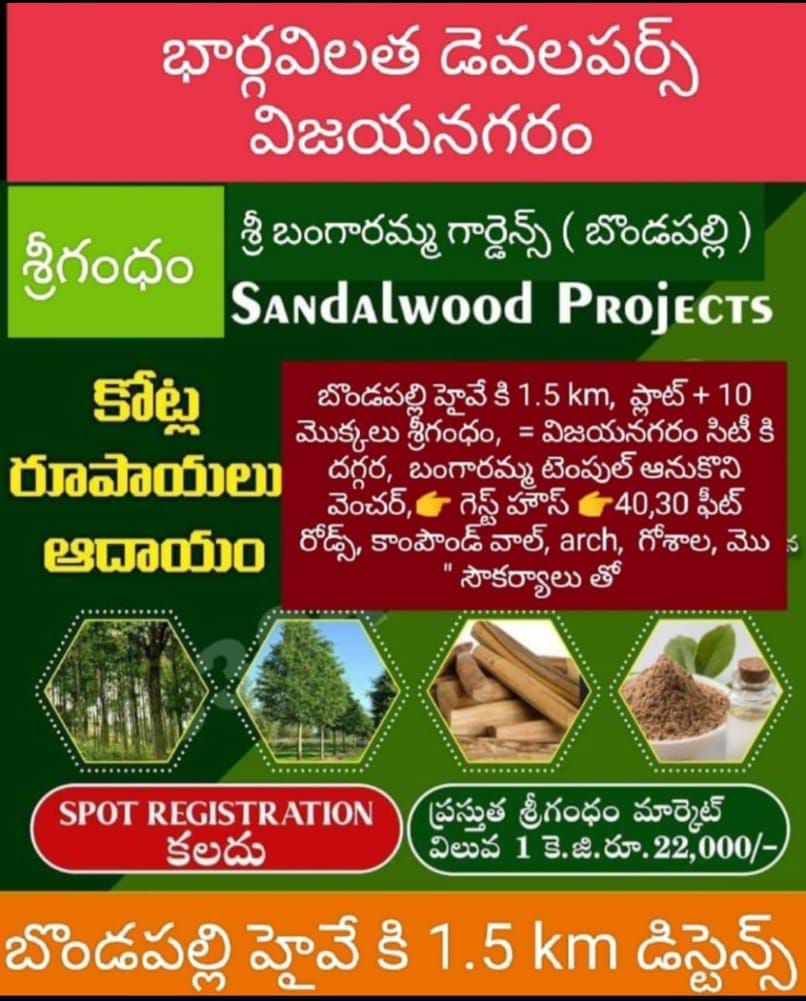 భార్గవిలత డెవలపర్స్
విజయనగరం
శ్రీగంధం
శ్రీ బంగారమ్మ గార్డెన్స్ ( బొండపల్లి )
SANdAlwOOd PROjECTS
కోట్ల
రూపాయలు
ఆదాయం
బొండపల్లి హైవే కి 1.5 km, ప్లాట్ + 10
మొక్కలు శ్రీగంధం, = విజయనగరం సిటీ కి
దగ్గర, బంగారమ్మ టెంపుల్ ఆనుకొని
వెంచర్,👉 గెస్ట్ హౌస్ 👉40,30 ఫీట్
రోడ్స్, కాంపౌండ్ వాల్, arch, గోశాల, మొ న
" సౌకర్యాలు తో
SPOT REGISTRATION
కలదు
ప్రస్తుత శ్రీగంధం మార్కెట్
విలువ 1 కె.జి.రూ.22,000/-
బొండపల్లి హైవే కి 1.5 km డిస్టెన్స్